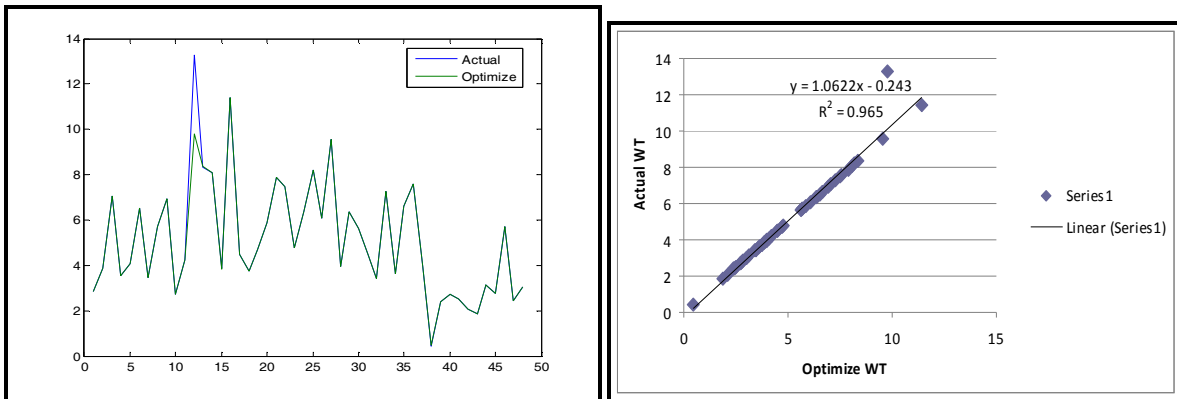 14
12
10
8
6
4
2
0
0 5 10 15 20 25 30 35 40 45 50
Actual
Optimize
14
12
10
8
6
4
2
0
0 5 10 15
Actual WT
Optimize WT
y = 1.0622x - 0.243
R² = 0.965
Series1
Linear (Series1)